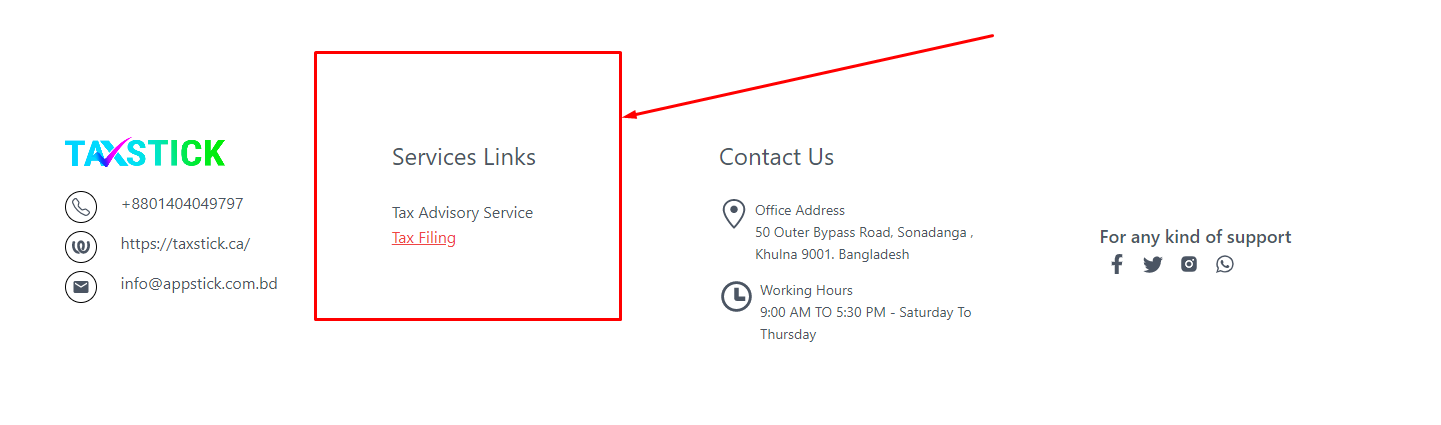 TAXSTICK
+8801404049797
https://taxstick.ca/
info@appstick.com.bd
Services Links
Tax Advisory Service
Tax Filing
Contact Us
Office Address
50 Outer Bypass Road, Sonadanga ,
Khulna 9001. Bangladesh
Working Hours
9:00 AM TO 5:30 PM - Saturday To
Thursday
For any kind of support